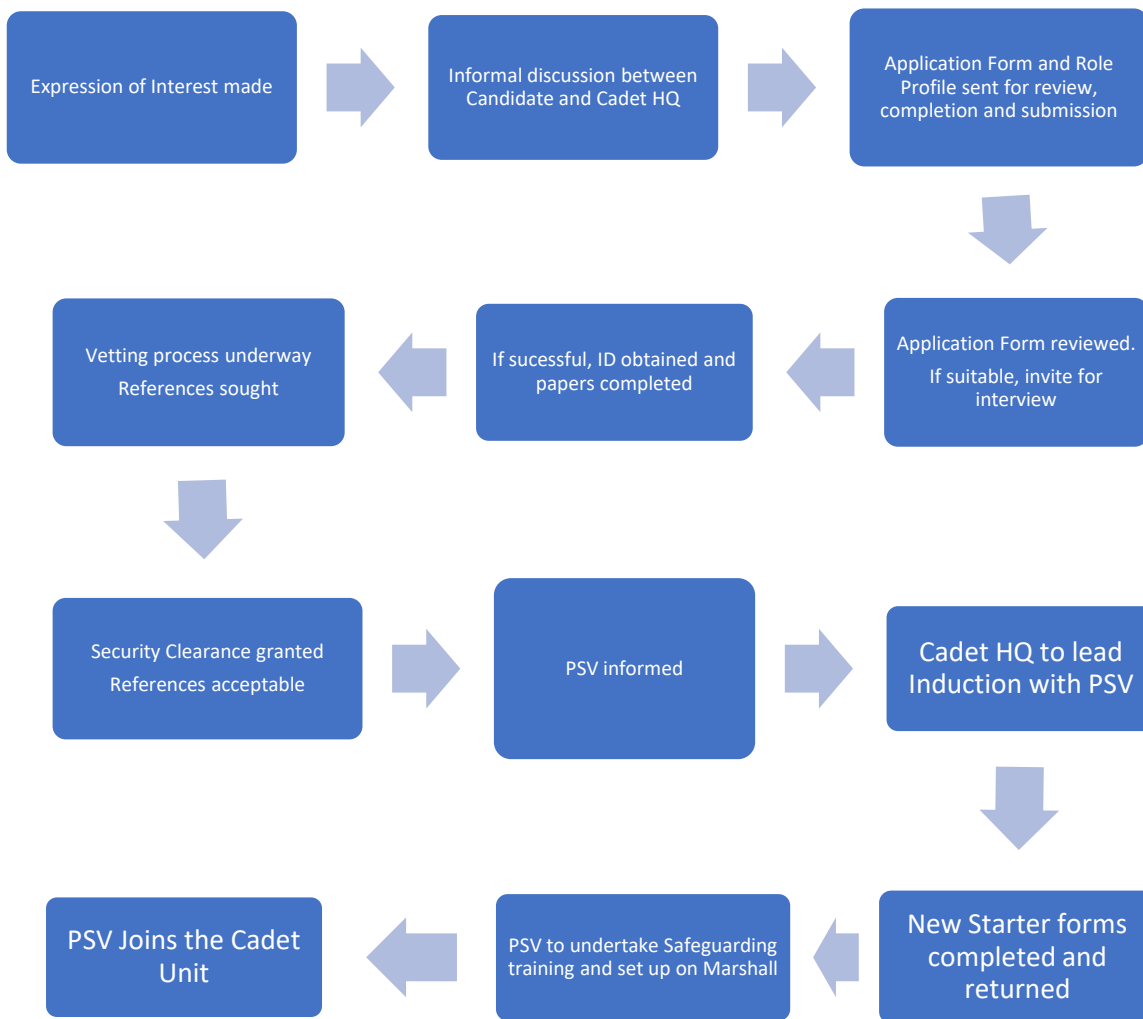 Expression of Interest made
Informal discussion between
Candidate and Cadet HQ
Application Form and Role
Profile sent for review,
completion and submission
Application Form reviewed.
If suitable, invite for
interview
If sucessful, ID obtained and
papers completed
Vetting process underway
References sought
Security Clearance granted
References acceptable
PSV informed
Cadet HQ to lead
Induction with PSV
New Starter forms
completed and
returned
PSV to undertake Safeguarding
training and set up on Marshall
PSV Joins the Cadet
Unit